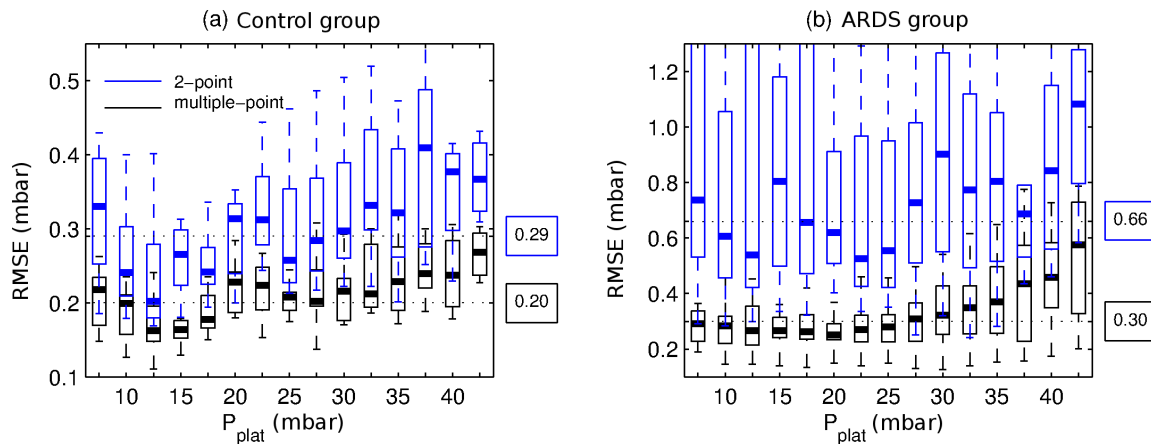 (a) Control group
RMSE (mbar)
0.5
0.4
0.3
0.2
0.1
2−point
multiple−point
0.29
0.20
10 15 20 25 30 35 40
P_plat (mbar)
(b) ARDS group
RMSE (mbar)
1.2
1.0
0.8
0.6
0.4
0.2
0.66
0.30
10 15 20 25 30 35 40
P_plat (mbar)